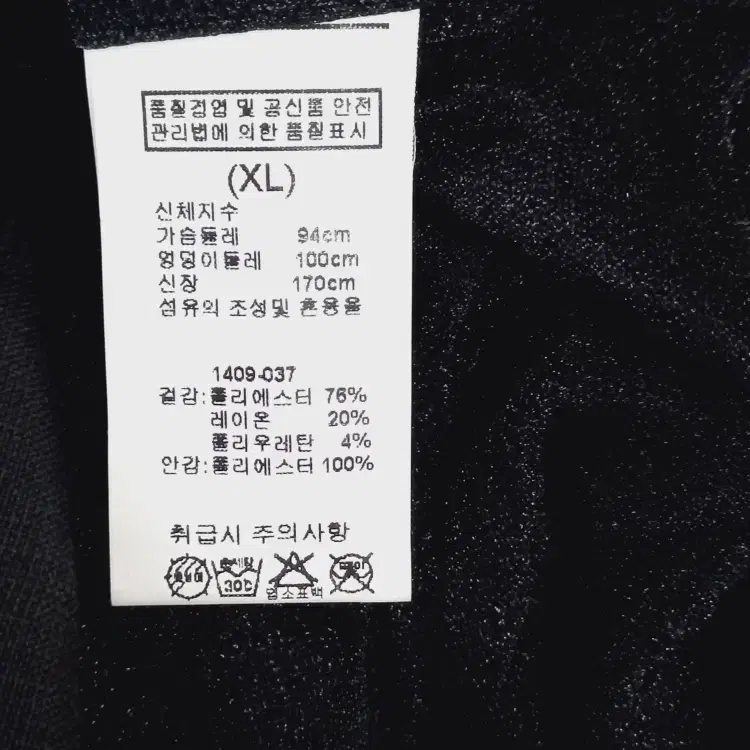 품질경영 및 공산품 안전
관리법에 의한 품질표시
(XL)
신체지수
가슴둘레 94cm
엉덩이둘레 100cm
신장 170cm
섬유의 조성및 혼용율
1409-037
겉감:폴리에스터 76%
레이온 20%
폴리우레탄 4%
안감:폴리에스터 100%
취급시 주의사항
30℃
염소표백